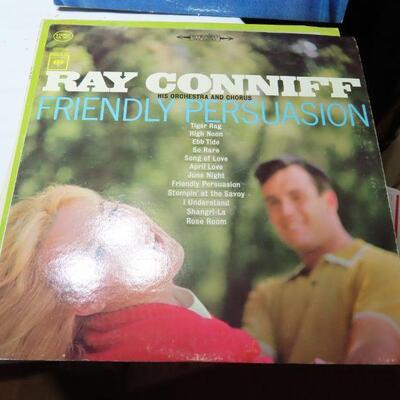 STEREO
RAY CONNIFF
HIS ORCHESTRA AND CHORUS
FRIENDLY PERSUASION
Tiger Rag
High Noon
Ebb Tide
So Rare
Song of Love
April Love
June Night
Friendly Persuasion
Stompin' at the Savoy
I Understand
Shangri-La
Rose Room